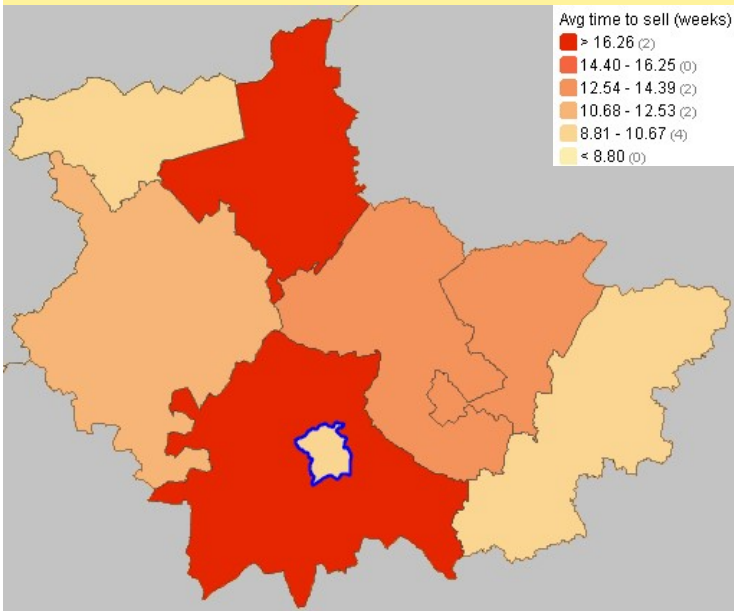 Avg time to sell (weeks)
> 16.26 (2)
14.40 - 16.25 (0)
12.54 - 14.39 (2)
10.68 - 12.53 (2)
8.81 - 10.67 (4)
< 8.80 (0)